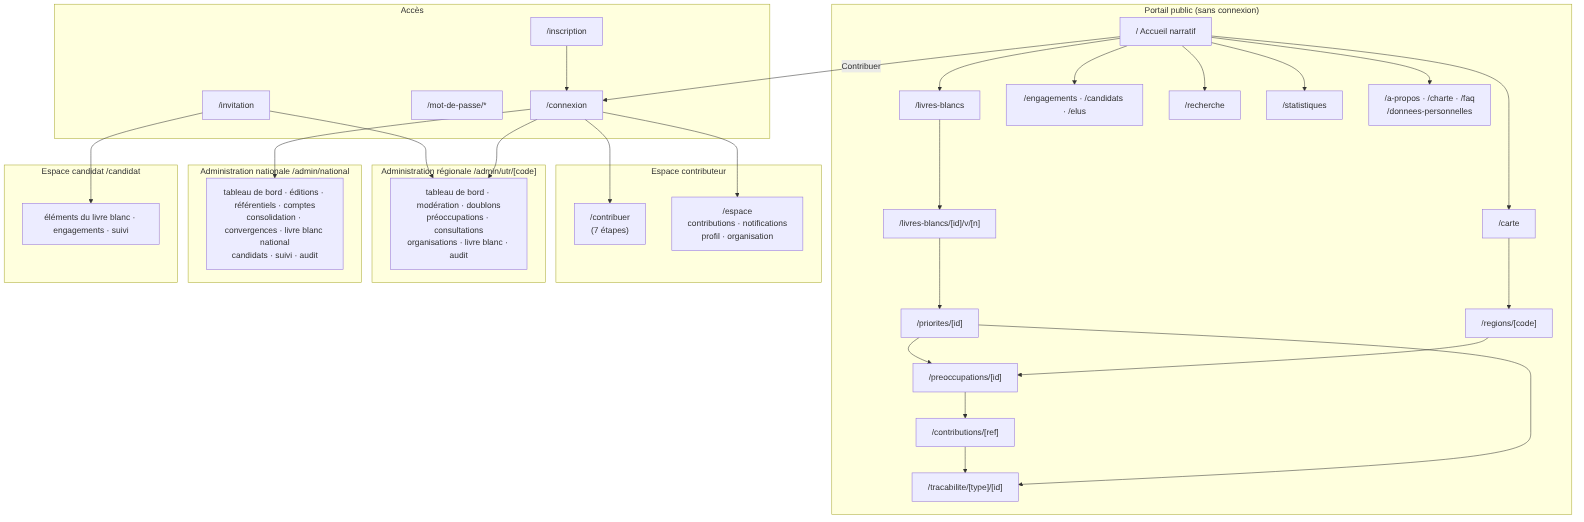 Accès
Portail public (sans connexion)
/inscription
/ Accueil narratif
Contribuer
/invitation
/mot-de-passe/*
/connexion
/livres-blancs
/engagements · /candidats
· /elus
/recherche
/statistiques
/a-propos · /charte · /faq
/donnees-personnelles
Espace candidat /candidat
éléments du livre blanc ·
engagements · suivi
Administration nationale /admin/national
tableau de bord · éditions ·
référentiels · comptes
consolidation ·
convergences · livre blanc
national
candidats · suivi · audit
Administration régionale /admin/utr/[code]
tableau de bord ·
modération · doublons
préoccupations ·
consultations
organisations · livre blanc ·
audit
Espace contributeur
/contribuer
(7 étapes)
/espace
contributions · notifications
profil · organisation
/livres-blancs/[id]/v/[n]
/carte
/priorites/[id]
/regions/[code]
/preoccupations/[id]
/contributions/[ref]
/tracabilite/[type]/[id]